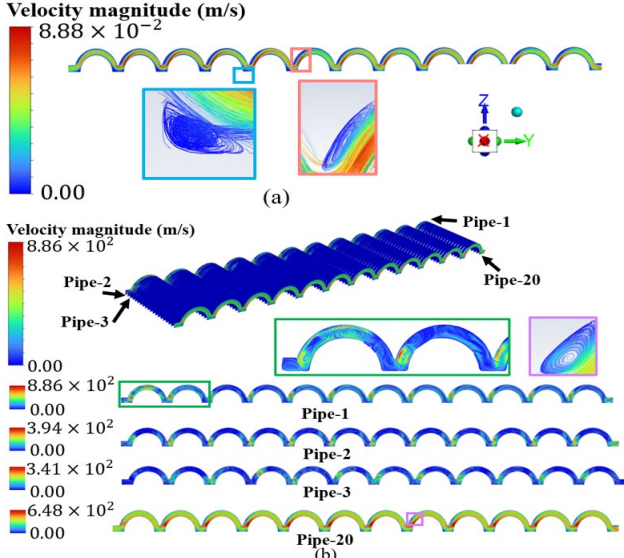 Velocity magnitude (m/s)
8.88 × 10⁻²
0.00
Z
X
Y
(a)
Velocity magnitude (m/s)
8.86 × 10²
0.00
Pipe-1
Pipe-2
Pipe-20
Pipe-3
8.86 × 10²
0.00
Pipe-1
3.94 × 10²
0.00
Pipe-2
3.41 × 10²
0.00
Pipe-3
6.48 × 10²
0.00
Pipe-20
(b)